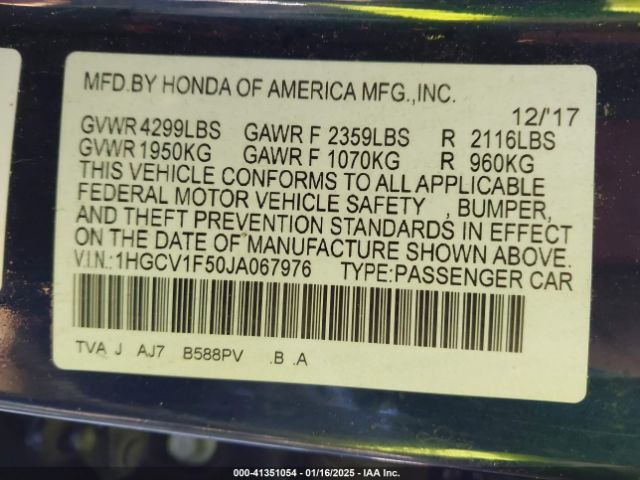 MFD.BY HONDA OF AMERICA MFG.,INC.
12/'17
GVWR 4299LBS GAWR F 2359LBS R 2116LBS
GVWR 1950KG GAWR F 1070KG R 960KG
THIS VEHICLE CONFORMS TO ALL APPLICABLE
FEDERAL MOTOR VEHICLE SAFETY , BUMPER,
AND THEFT PREVENTION STANDARDS IN EFFECT
ON THE DATE OF MANUFACTURE SHOWN ABOVE.
V.I.N.:1HGCV1F50JA067976 TYPE:PASSENGER CAR
TVA J AJ7 B588PV .B .A
000-41351054 - 01/16/2025 - IAA Inc.